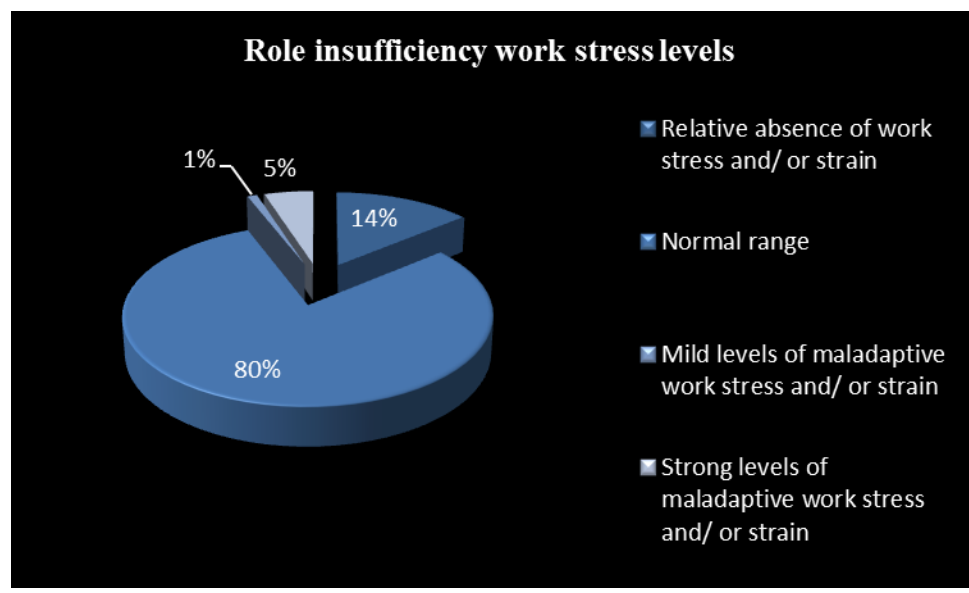 Role insufficiency work stress levels
1%
5%
14%
80%
Relative absence of work
stress and/ or strain
Normal range
Mild levels of maladaptive
work stress and/ or strain
Strong levels of
maladaptive work stress
and/ or strain